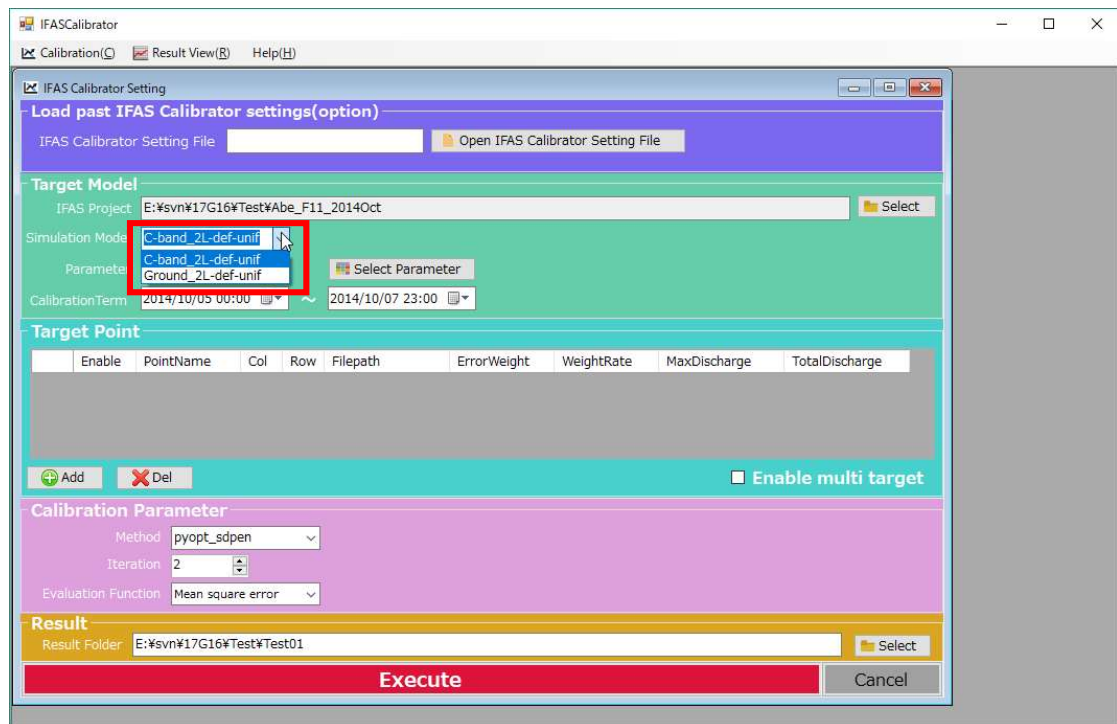 IFASCalibrator
Calibration(C) Result View(R) Help(H)
IFAS Calibrator Setting
Load past IFAS Calibrator settings(option)
IFAS Calibrator Setting File Open IFAS Calibrator Setting File
Target Model
IFAS Project E:¥svn¥17G16¥Test¥Abe_F11_2014Oct Select
Simulation Mode C-band_2L-def-unif
C-band_2L-def-unif
Ground_2L-def-unif
Paramete Select Parameter
CalibrationTerm 2014/10/05 00:00 ~ 2014/10/07 23:00
Target Point
Enable PointName Col Row Filepath ErrorWeight WeightRate MaxDischarge TotalDischarge
Add Del Enable multi target
Calibration Parameter
Method pyopt_sdpen
Iteration 2
Evaluation Function Mean square error
Result
Result Folder E:¥svn¥17G16¥Test¥Test01 Select
Execute Cancel